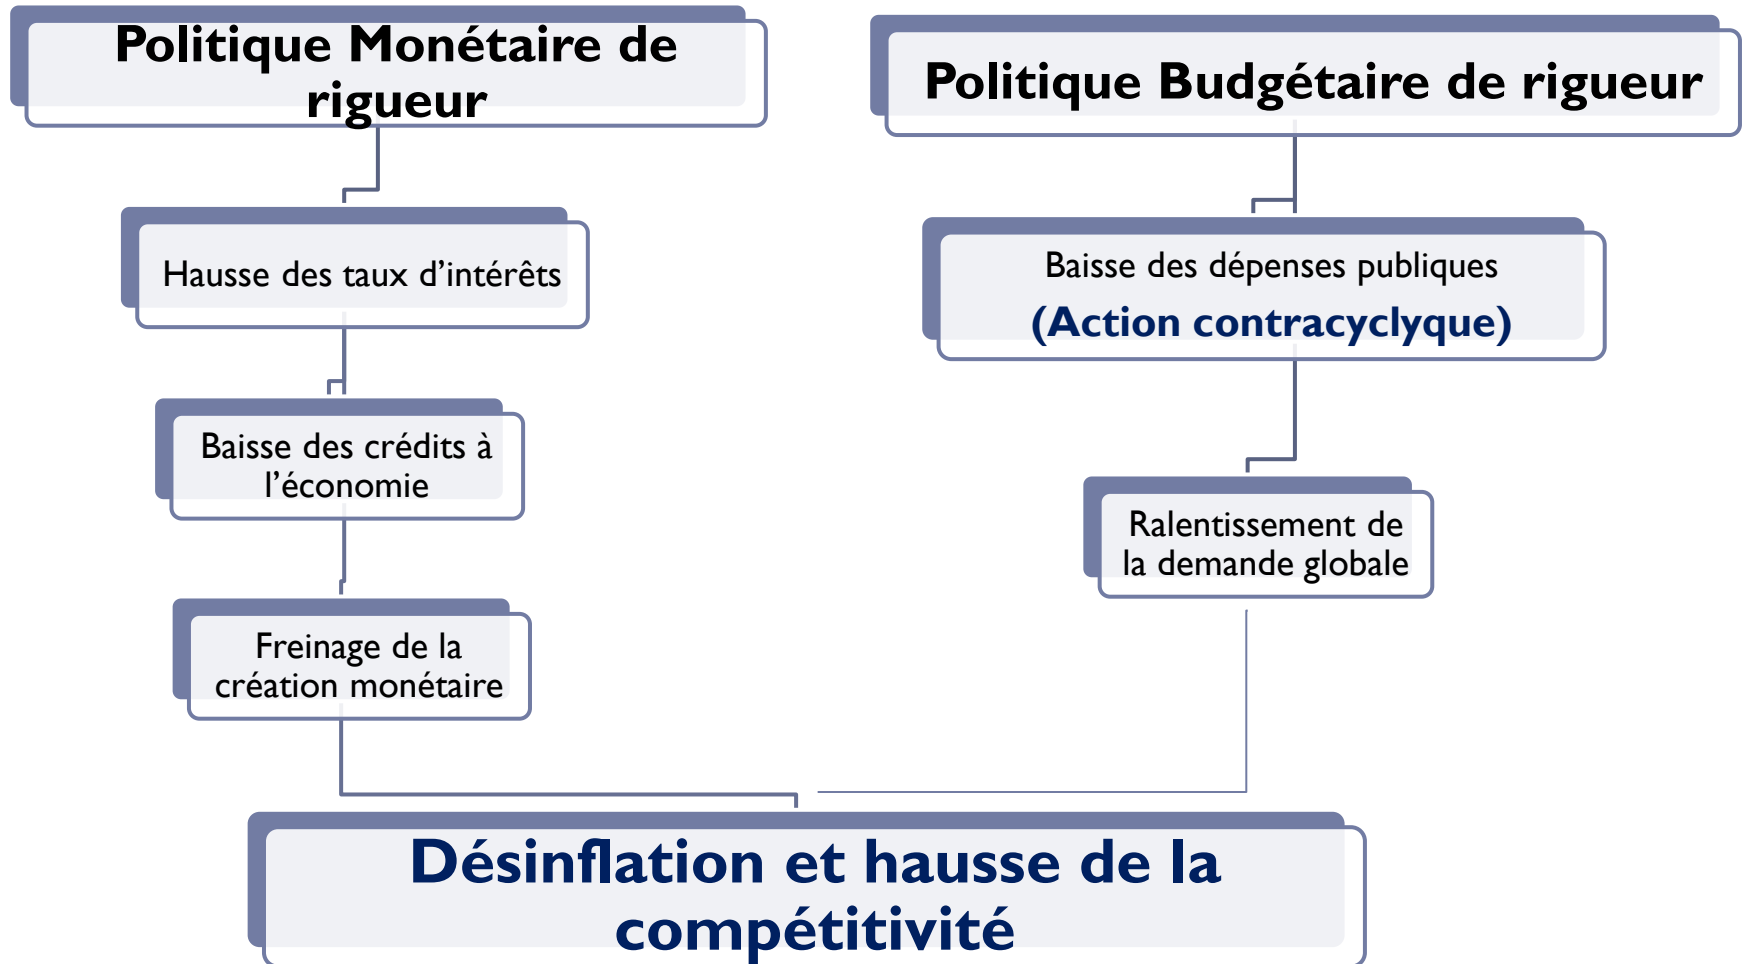 Politique Monétaire de
rigueur
Hausse des taux d’intérêts
Baisse des crédits à
l’économie
Freinage de la
création monétaire
Politique Budgétaire de rigueur
Baisse des dépenses publiques
(Action contracyclyque)
Ralentissement de
la demande globale
Désinflation et hausse de la
compétitivité